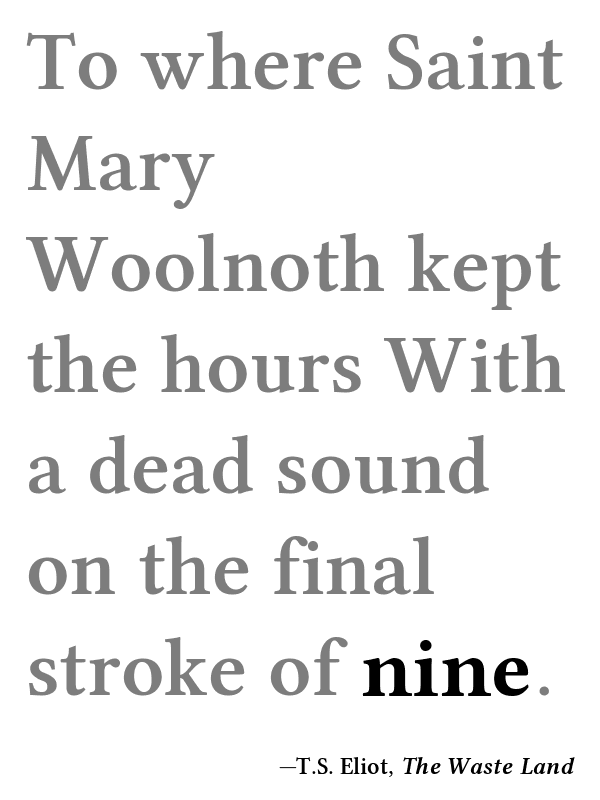 To where Saint
Mary
Woolnoth kept
the hours With
a dead sound
on the final
stroke of nine.
—T.S. Eliot, The Waste Land